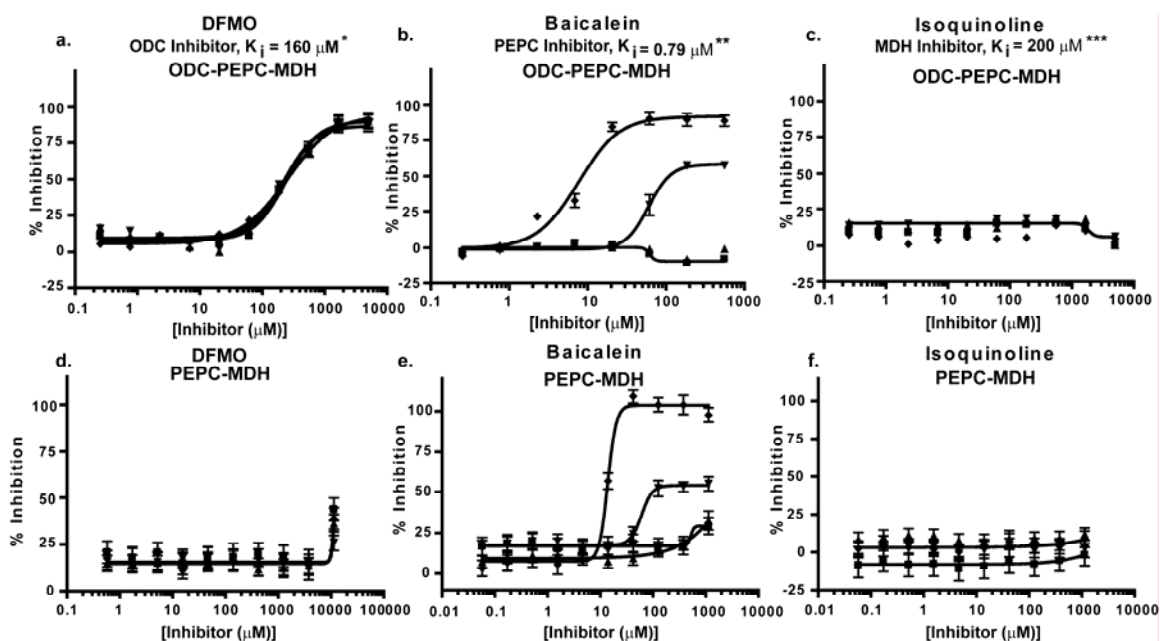 a.
DFMO
ODC Inhibitor, K i = 160 μM *
ODC-PEPC-MDH
% Inhibition
100
75
50
25
0
-25
0.1 1 10 100 1000 10000
[Inhibitor (μM)]
b.
Baicalein
PEPC Inhibitor, K i = 0.79 μM **
ODC-PEPC-MDH
% Inhibition
100
75
50
25
0
-25
0.1 1 10 100 1000
[Inhibitor (μM)]
c.
Isoquinoline
MDH Inhibitor, K i = 200 μM ***
ODC-PEPC-MDH
% Inhibition
100
75
50
25
0
-25
0.1 1 10 100 1000 10000
[Inhibitor (μM)]
d.
DFMO
PEPC-MDH
% Inhibition
100
75
50
25
0
0.1 1 10 100 1000 10000 100000
[Inhibitor (μM)]
e.
Baicalein
PEPC-MDH
% Inhibition
100
75
50
25
0
0.01 0.1 1 10 100 1000 10000
[Inhibitor (μM)]
f.
Isoquinoline
PEPC-MDH
% Inhibition
100
75
50
25
0
-25
0.01 0.1 1 10 100 1000 10000
[Inhibitor (μM)]